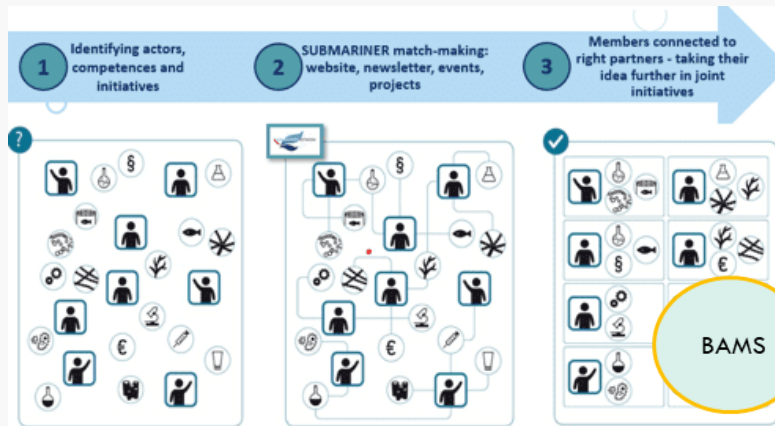 1
Identifying actors,
competences and
initiatives
2
SUBMARINER match-making:
website, newsletter, events,
projects
3
Members connected to
right partners - taking their
idea further in joint
initiatives
?
§
€
§
€
§
€
BAMS